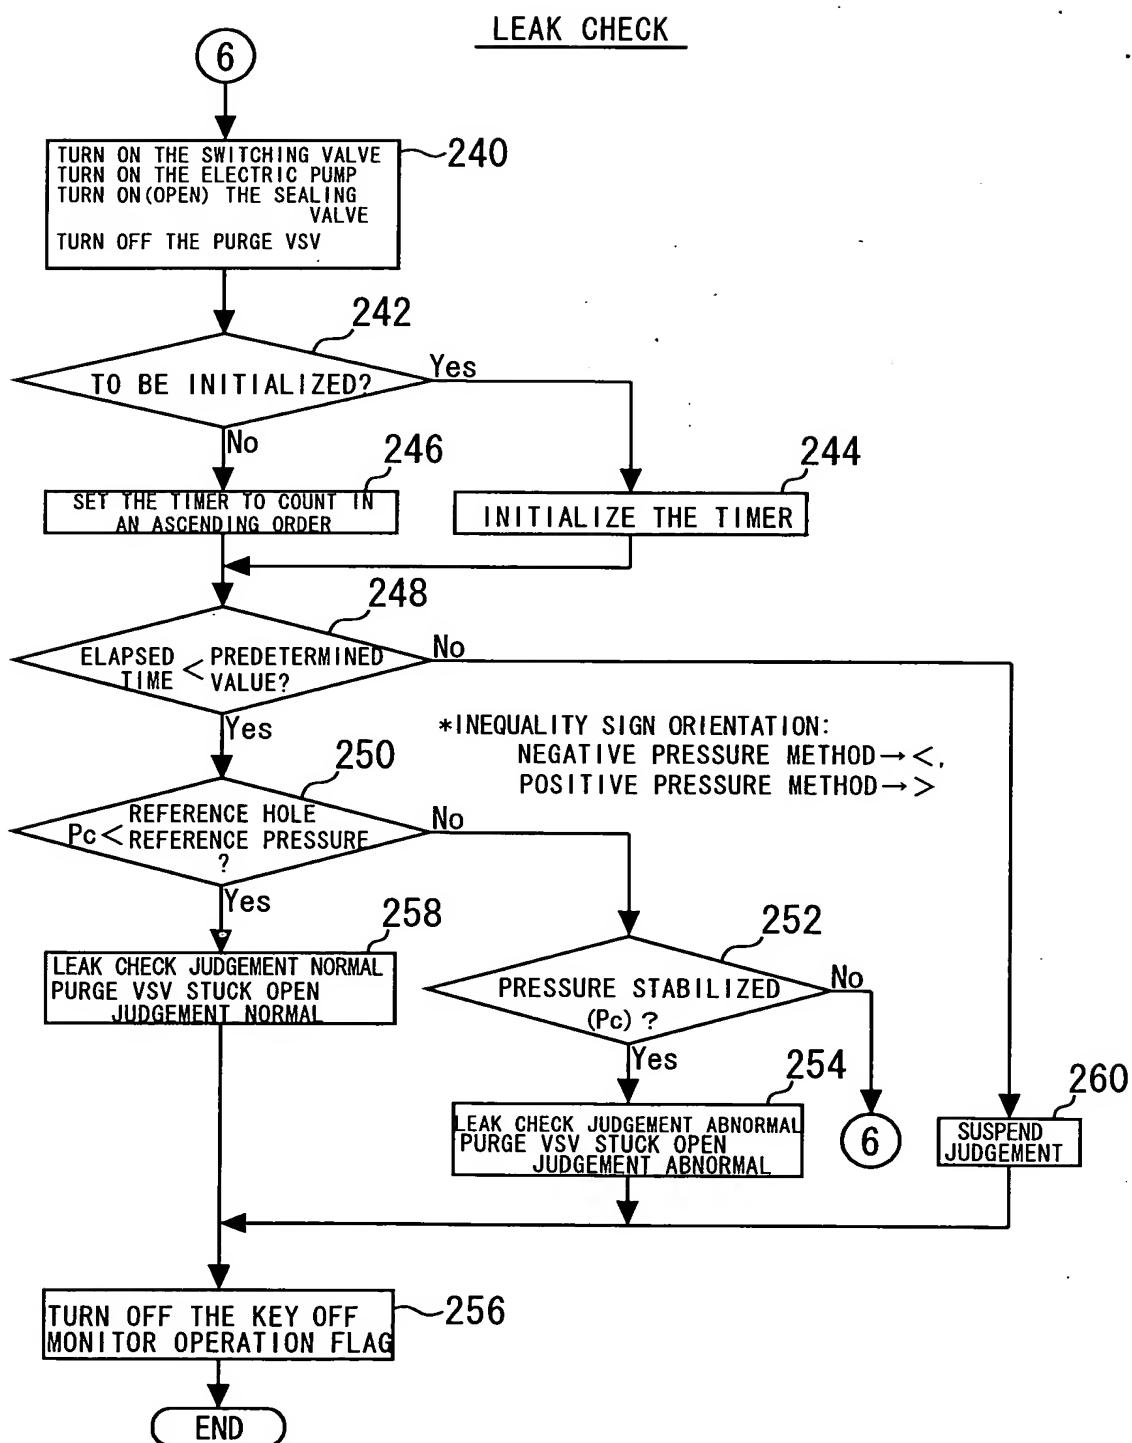 LEAK CHECK
6
TURN ON THE SWITCHING VALVE
TURN ON THE ELECTRIC PUMP
TURN ON(OPEN) THE SEALING
VALVE
TURN OFF THE PURGE VSV
240
242
TO BE INITIALIZED?
Yes
No
246
244
SET THE TIMER TO COUNT IN
AN ASCENDING ORDER
INITIALIZE THE TIMER
248
ELAPSED TIME < PREDETERMINED VALUE?
No
Yes
*INEQUALITY SIGN ORIENTATION:
NEGATIVE PRESSURE METHOD→<,
POSITIVE PRESSURE METHOD→>
250
REFERENCE HOLE
Pc < REFERENCE PRESSURE
?
No
Yes
258
LEAK CHECK JUDGEMENT NORMAL
PURGE VSV STUCK OPEN
JUDGEMENT NORMAL
252
PRESSURE STABILIZED
(Pc) ?
No
Yes
254
LEAK CHECK JUDGEMENT ABNORMAL
PURGE VSV STUCK OPEN
JUDGEMENT ABNORMAL
6
260
SUSPEND
JUDGEMENT
TURN OFF THE KEY OFF
MONITOR OPERATION FLAG
256
END